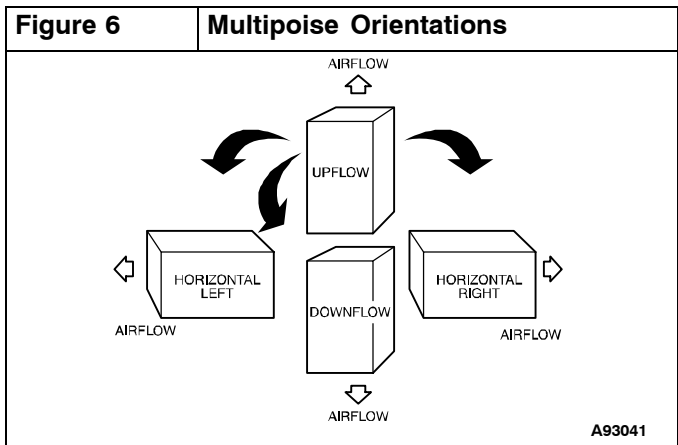 Figure 6
Multipoise Orientations
AIRFLOW
UPFLOW
HORIZONTAL
LEFT
AIRFLOW
DOWNFLOW
AIRFLOW
HORIZONTAL
RIGHT
AIRFLOW
A93041